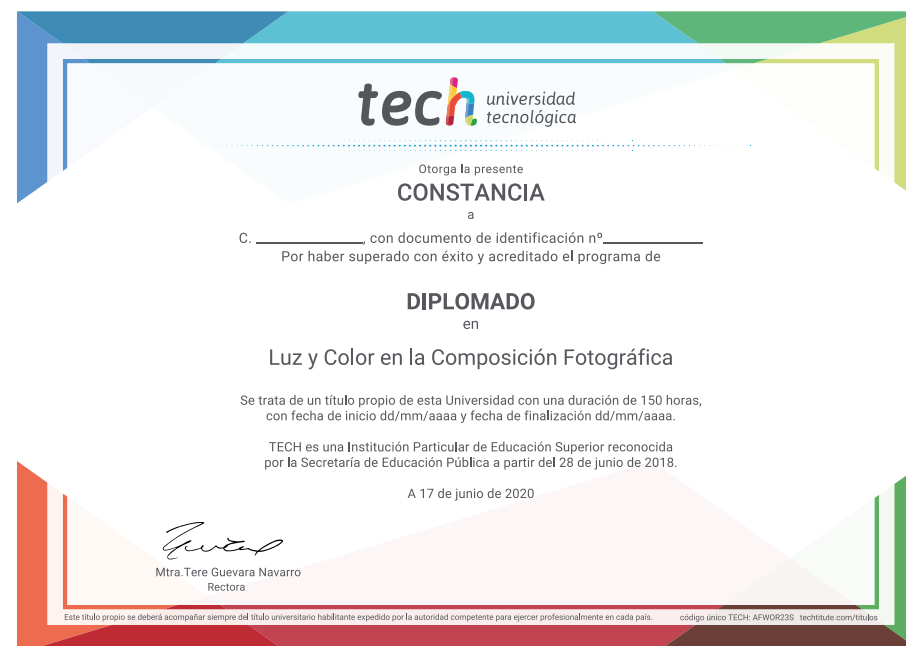 tech universidad
tecnológica
Otorga la presente
CONSTANCIA
a
C. ______________, con documento de identificación nº_____________
Por haber superado con éxito y acreditado el programa de
DIPLOMADO
en
Luz y Color en la Composición Fotográfica
Se trata de un título propio de esta Universidad con una duración de 150 horas,
con fecha de inicio dd/mm/aaaa y fecha de finalización dd/mm/aaaa.
TECH es una Institución Particular de Educación Superior reconocida
por la Secretaría de Educación Pública a partir del 28 de junio de 2018.
A 17 de junio de 2020
Mtra.Tere Guevara Navarro
Rectora
Este título propio se deberá acompañar siempre del título universitario habilitante expedido por la autoridad competente para ejercer profesionalmente en cada país. código único TECH: AFWOR23S techtitute.com/titulos